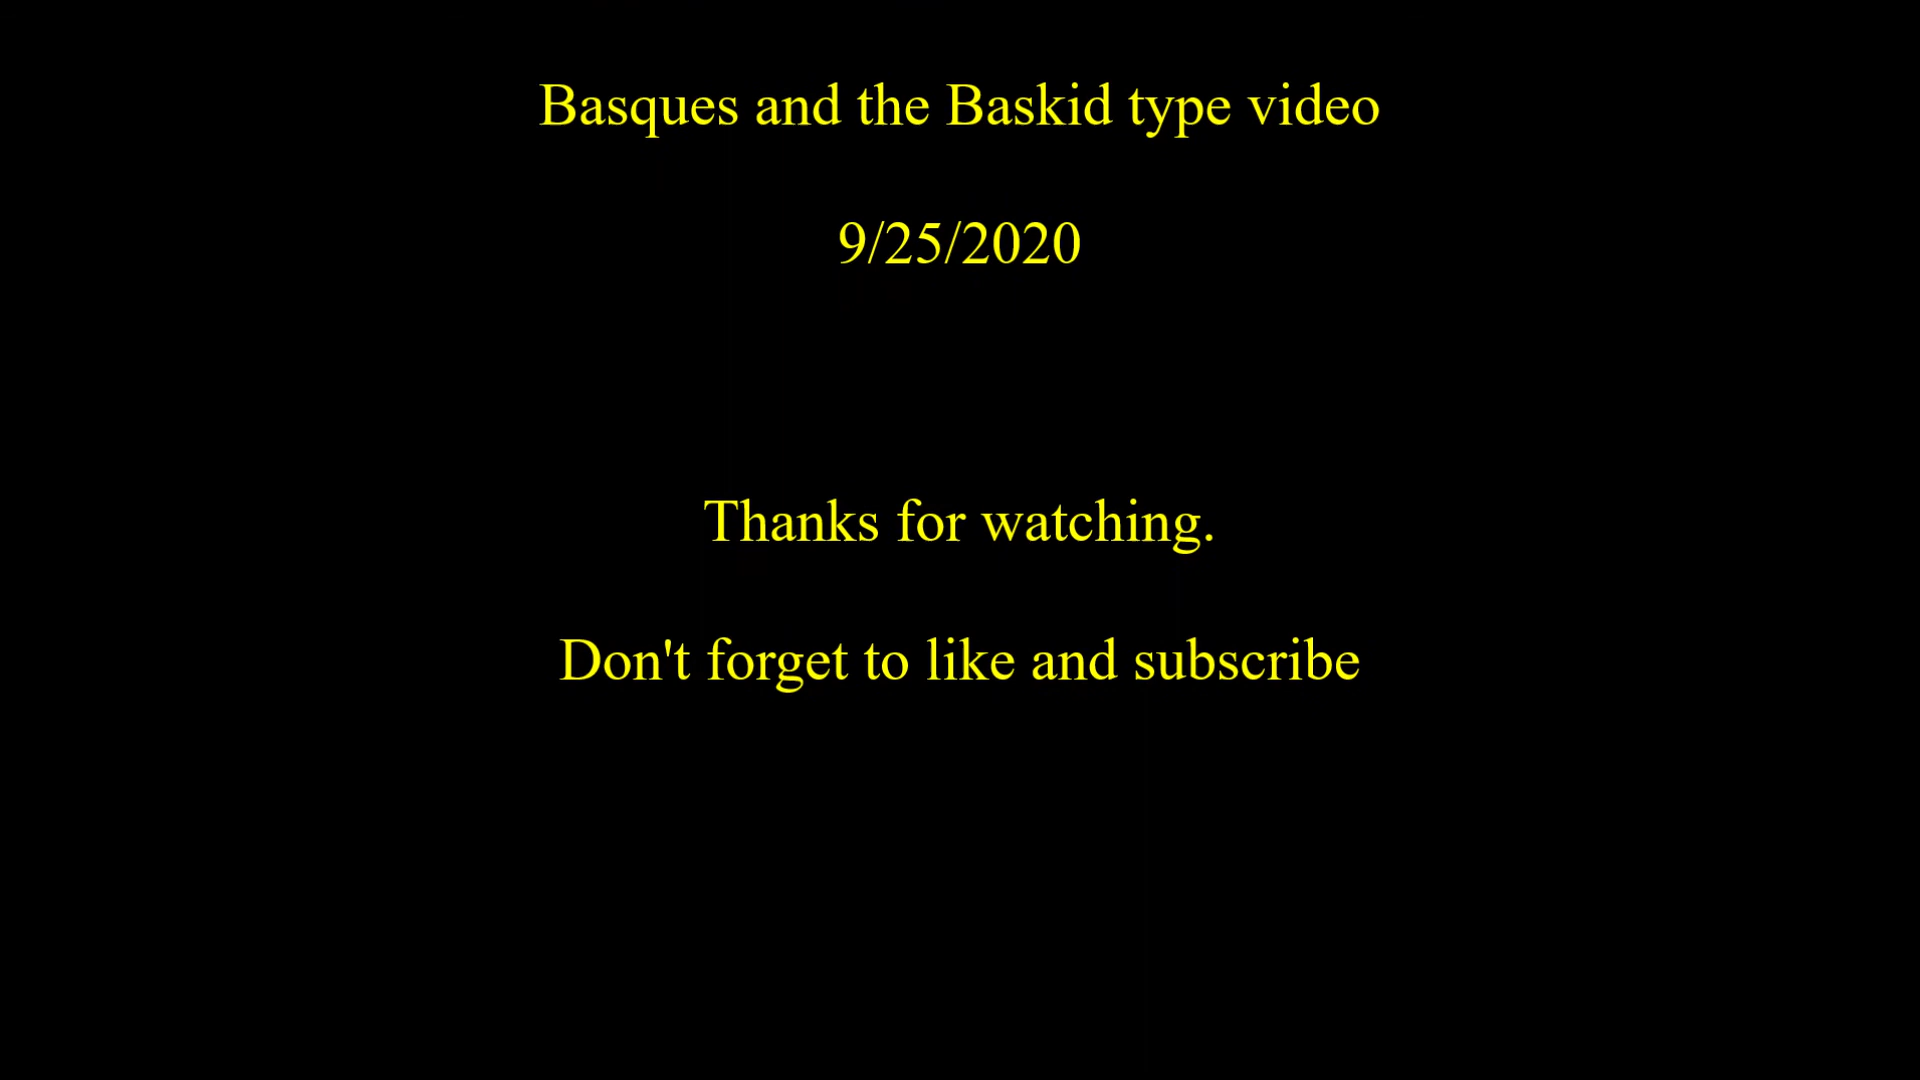 Basques and the Baskid type video
9/25/2020
Thanks for watching.
Don't forget to like and subscribe